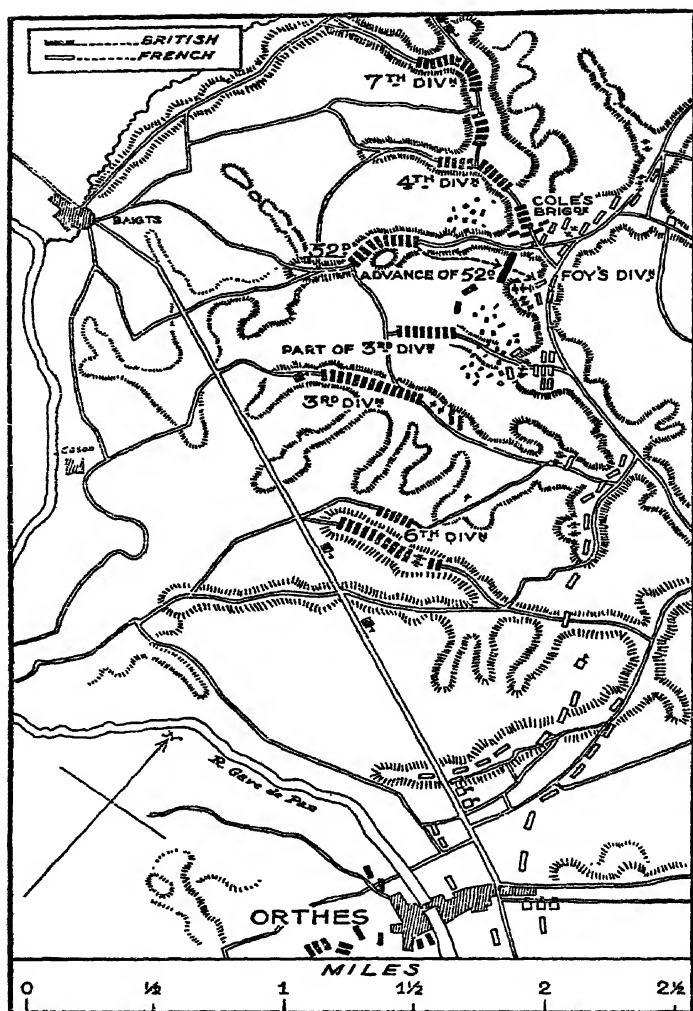 BRITISH
FRENCH
7TH DIVN
4TH DIVN
COLE'S
BRIGDE
BAIGTS
52D
ADVANCE OF 52D
FOY'S DIVN
PART OF 3RD DIVN
3RD DIVN
6TH DIVN
R. Gave de Pau
ORTHES
MILES
0 ½ 1 1½ 2 2½